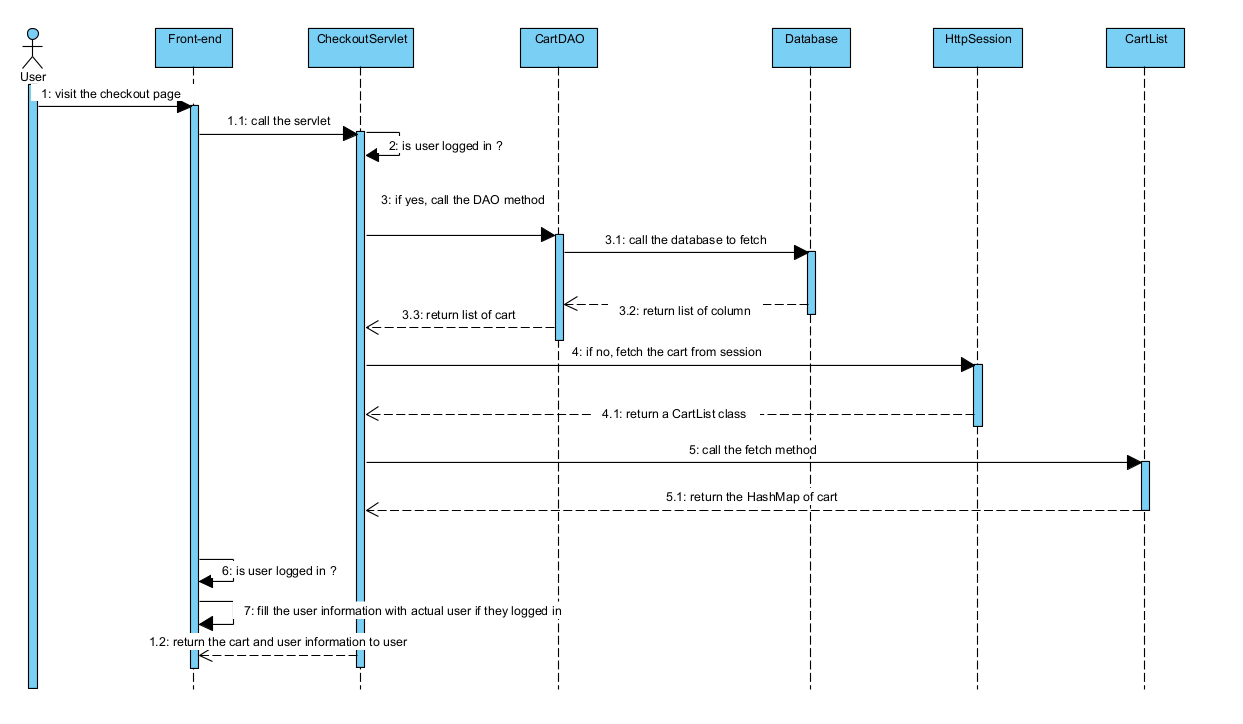 Front-end
CheckoutServlet
CartDAO
Database
HttpSession
CartList
User
1: visit the checkout page
1.1: call the servlet
2: is user logged in ?
3: if yes, call the DAO method
3.1: call the database to fetch
3.2: return list of column
3.3: return list of cart
4: if no, fetch the cart from session
4.1: return a CartList class
5: call the fetch method
5.1: return the HashMap of cart
6: is user logged in ?
7: fill the user information with actual user if they logged in
1.2: return the cart and user information to user